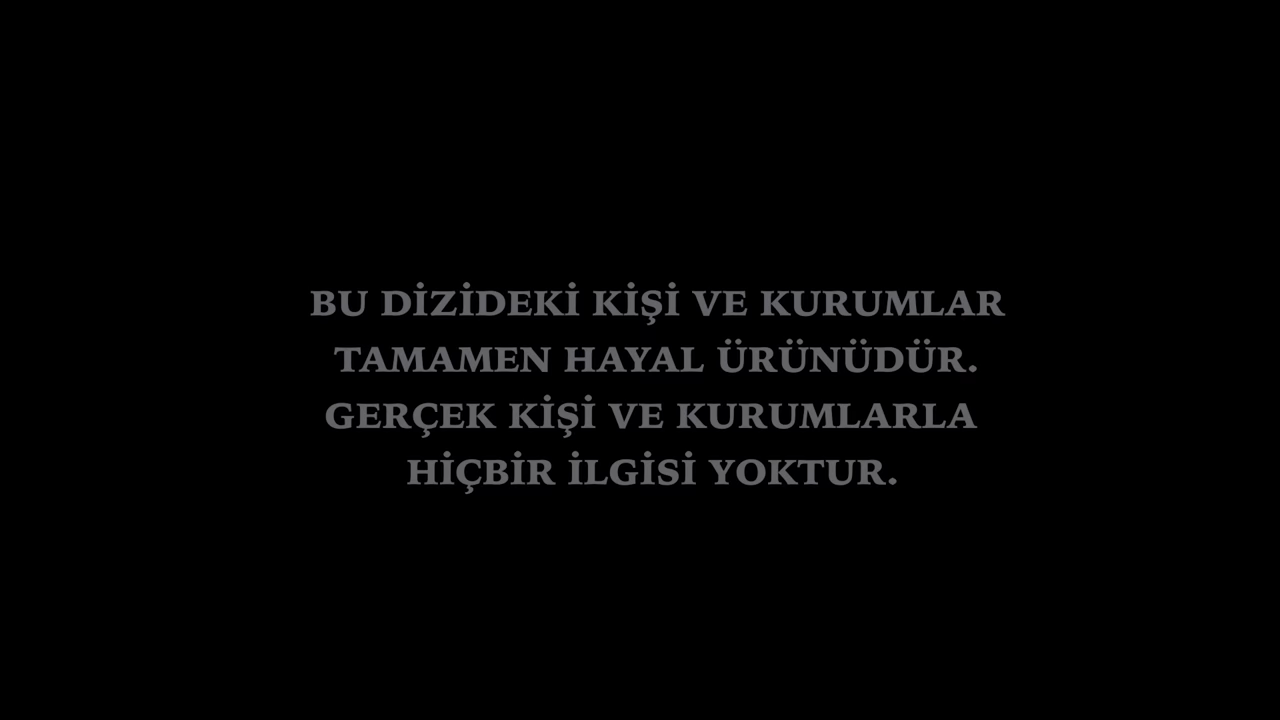 BU DİZİDEKİ KİŞİ VE KURUMLAR
TAMAMEN HAYAL ÜRÜNÜDÜR.
GERÇEK KİŞİ VE KURUMLARLA
HİÇBİR İLGİSİ YOKTUR.